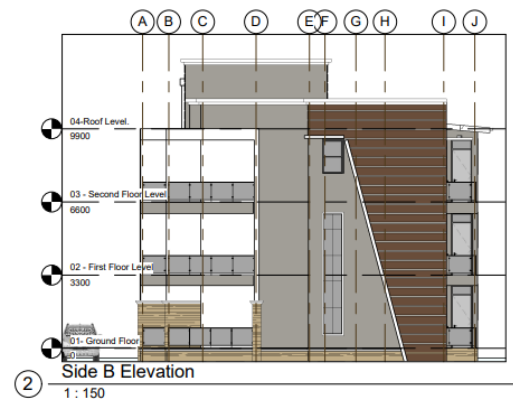 A B C D E F G H I J
04-Roof Level.
9900
03 - Second Floor Level
6600
02 - First Floor Level
3300
01- Ground Floor
0
2 Side B Elevation
1 : 150